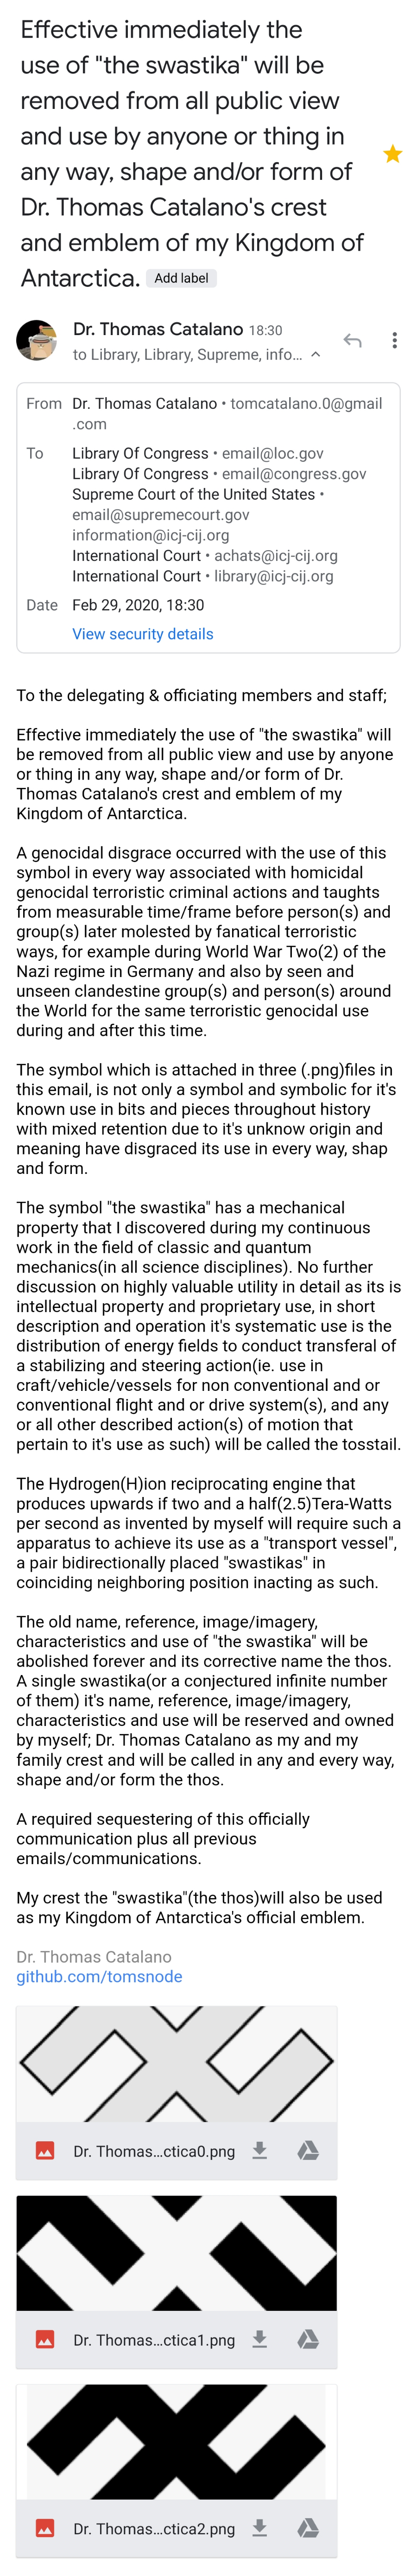 Effective immediately the
use of "the swastika" will be
removed from all public view
and use by anyone or thing in
any way, shape and/or form of
Dr. Thomas Catalano's crest
and emblem of my Kingdom of
Antarctica. Add label
Dr. Thomas Catalano 18:30
to Library, Library, Supreme, info...
From Dr. Thomas Catalano • tomcatalano.0@gmail
.com
To Library Of Congress • email@loc.gov
Library Of Congress • email@congress.gov
Supreme Court of the United States •
email@supremecourt.gov
information@icj-cij.org
International Court • achats@icj-cij.org
International Court • library@icj-cij.org
Date Feb 29, 2020, 18:30
View security details
To the delegating & officiating members and staff;
Effective immediately the use of "the swastika" will
be removed from all public view and use by anyone
or thing in any way, shape and/or form of Dr.
Thomas Catalano's crest and emblem of my
Kingdom of Antarctica.
A genocidal disgrace occurred with the use of this
symbol in every way associated with homicidal
genocidal terroristic criminal actions and taughts
from measurable time/frame before person(s) and
group(s) later molested by fanatical terroristic
ways, for example during World War Two(2) of the
Nazi regime in Germany and also by seen and
unseen clandestine group(s) and person(s) around
the World for the same terroristic genocidal use
during and after this time.
The symbol which is attached in three (.png)files in
this email, is not only a symbol and symbolic for it's
known use in bits and pieces throughout history
with mixed retention due to it's unknow origin and
meaning have disgraced its use in every way, shap
and form.
The symbol "the swastika" has a mechanical
property that I discovered during my continuous
work in the field of classic and quantum
mechanics(in all science disciplines). No further
discussion on highly valuable utility in detail as its is
intellectual property and proprietary use, in short
description and operation it's systematic use is the
distribution of energy fields to conduct transferal of
a stabilizing and steering action(ie. use in
craft/vehicle/vessels for non conventional and or
conventional flight and or drive system(s), and any
or all other described action(s) of motion that
pertain to it's use as such) will be called the tosstail.
The Hydrogen(H)ion reciprocating engine that
produces upwards if two and a half(2.5)Tera-Watts
per second as invented by myself will require such a
apparatus to achieve its use as a "transport vessel",
a pair bidirectionally placed "swastikas" in
coinciding neighboring position inacting as such.
The old name, reference, image/imagery,
characteristics and use of "the swastika" will be
abolished forever and its corrective name the thos.
A single swastika(or a conjectured infinite number
of them) it's name, reference, image/imagery,
characteristics and use will be reserved and owned
by myself; Dr. Thomas Catalano as my and my
family crest and will be called in any and every way,
shape and/or form the thos.
A required sequestering of this officially
communication plus all previous
emails/communications.
My crest the "swastika"(the thos)will also be used
as my Kingdom of Antarctica's official emblem.
Dr. Thomas Catalano
github.com/tomsnode
Dr. Thomas...ctica0.png
Dr. Thomas...ctica1.png
Dr. Thomas...ctica2.png